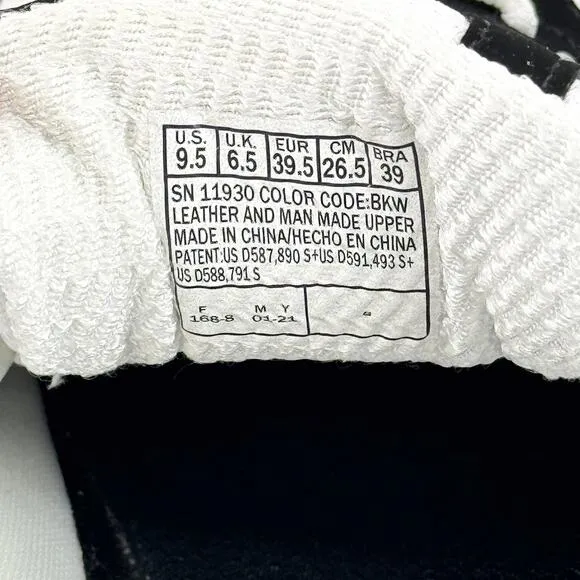 U.S. U.K. EUR CM BRA
9.5 6.5 39.5 26.5 39
SN 11930 COLOR CODE:BKW
LEATHER AND MAN MADE UPPER
MADE IN CHINA/HECHO EN CHINA
PATENT:US D587,890 S+US D591,493 S+
US D588,791 S
F M Y
168-S 01-21